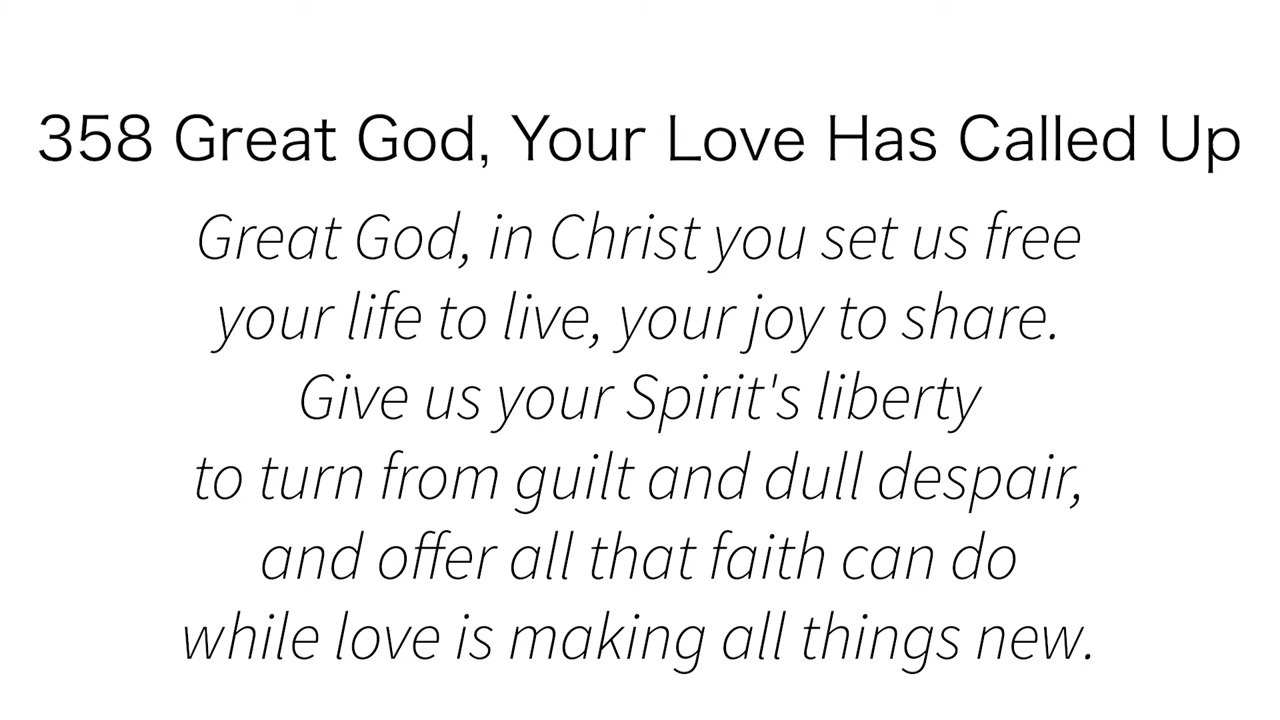 358 Great God, Your Love Has Called Up
Great God, in Christ you set us free
your life to live, your joy to share.
Give us your Spirit's liberty
to turn from guilt and dull despair,
and offer all that faith can do
while love is making all things new.